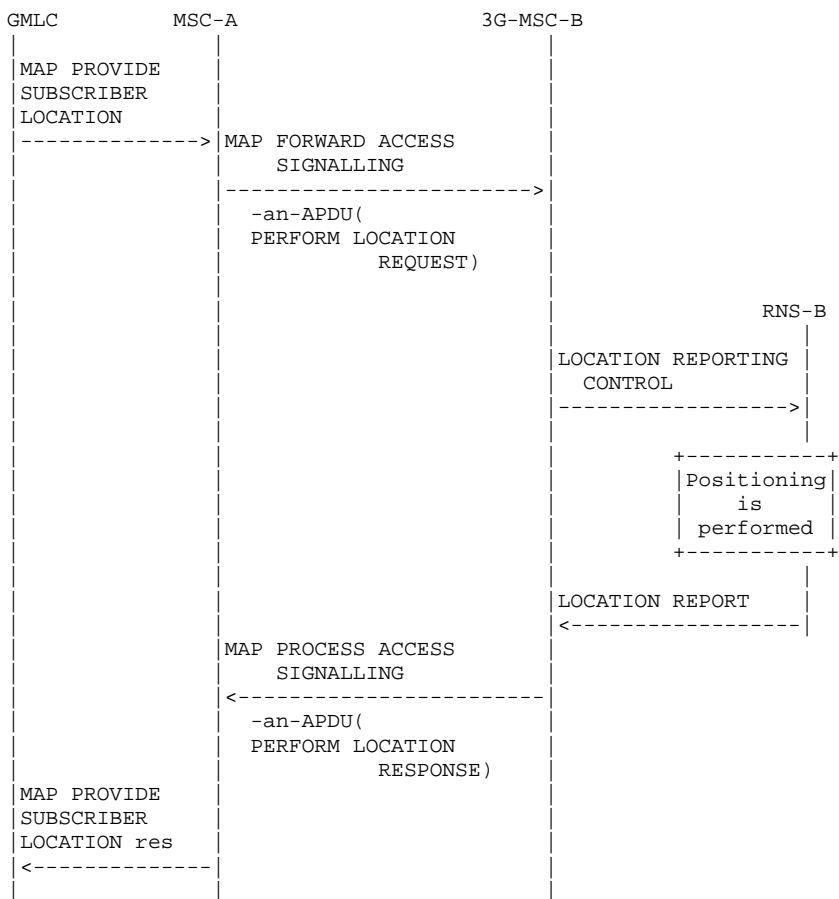 GMLC MSC-A 3G-MSC-B
MAP PROVIDE
SUBSCRIBER
LOCATION
MAP FORWARD ACCESS
SIGNALLING
-an-APDU(
PERFORM LOCATION
REQUEST)
RNS-B
LOCATION REPORTING
CONTROL
Positioning
is
performed
LOCATION REPORT
MAP PROCESS ACCESS
SIGNALLING
-an-APDU(
PERFORM LOCATION
RESPONSE)
MAP PROVIDE
SUBSCRIBER
LOCATION res